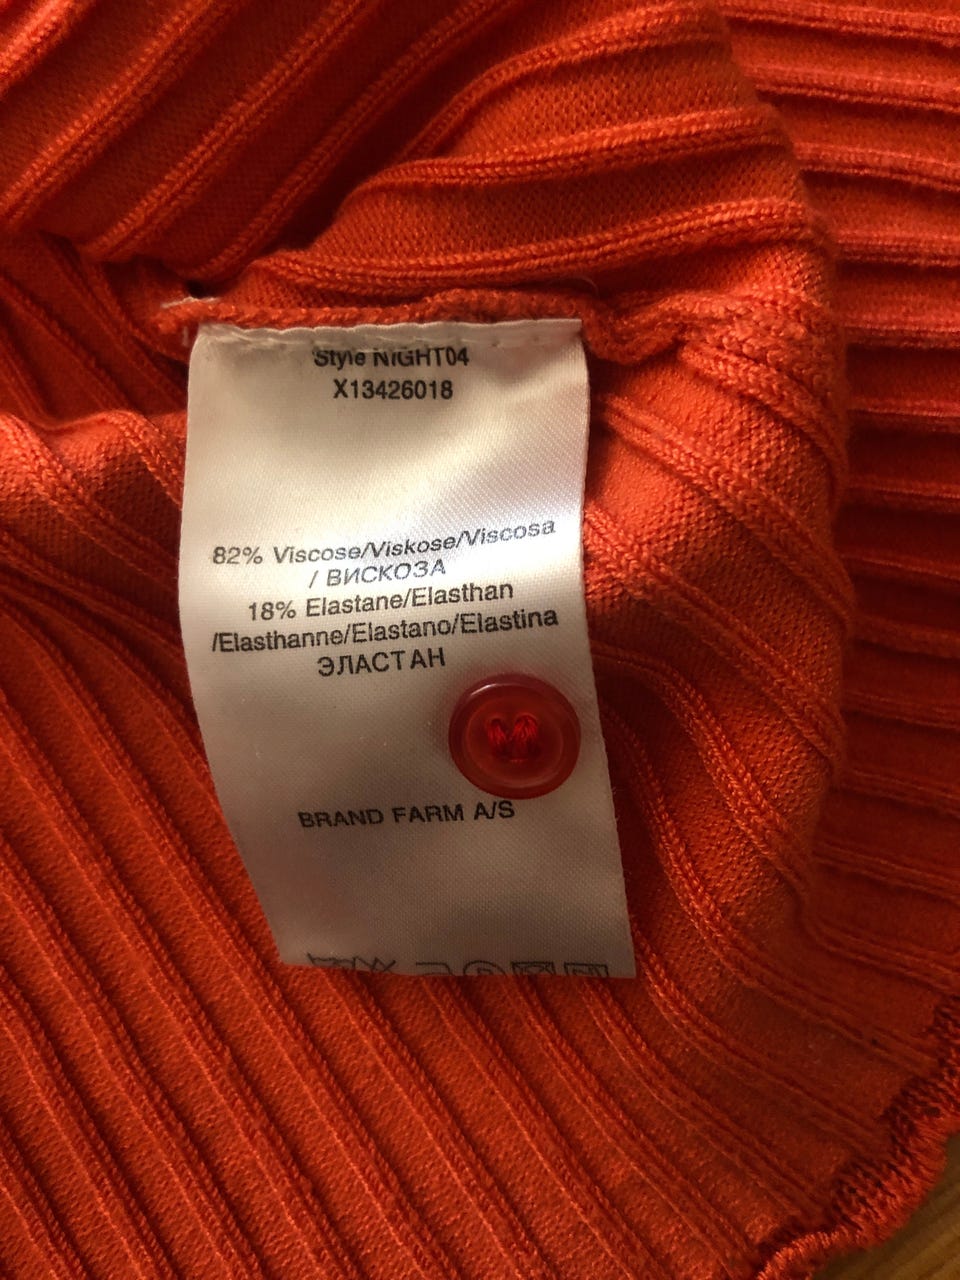 Style NIGHT04
X13426018
82% Viscose/Viskose/Viscosa
/ ВИСКОЗА
18% Elastane/Elasthan
/Elasthanne/Elastano/Elastina
ЭЛАСТАН
BRAND FARM A/S